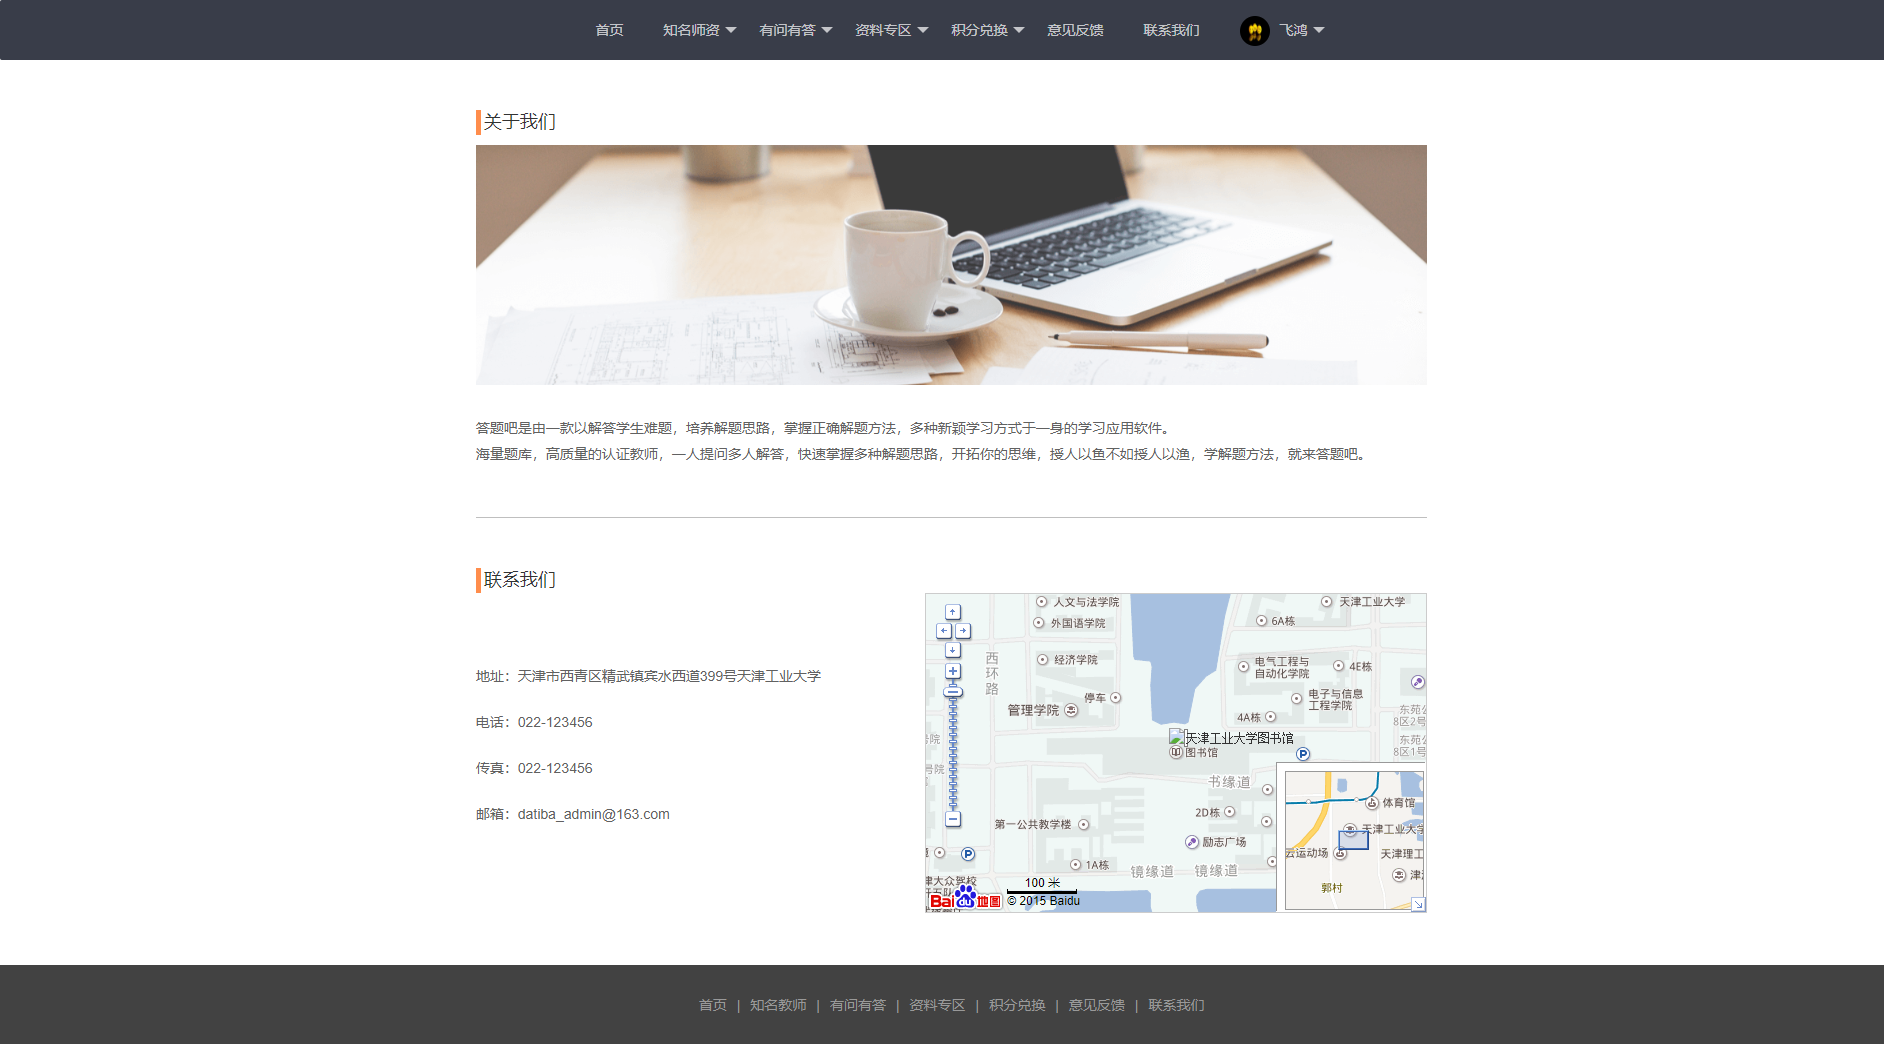 首页 知名师资 有问有答 资料专区 积分兑换 意见反馈 联系我们 飞鸿
关于我们
答题吧是由一款以解答学生难题，培养解题思路，掌握正确解题方法，多种新颖学习方式于一身的学习应用软件。
海量题库，高质量的认证教师，一人提问多人解答，快速掌握多种解题思路，开拓你的思维，授人以鱼不如授人以渔，学解题方法，就来答题吧。
联系我们
地址：天津市西青区精武镇宾水西道399号天津工业大学
电话：022-123456
传真：022-123456
邮箱：datiba_admin@163.com
人文与法学院
天津工业大学
外国语学院
6A栋
西环路
经济学院
电气工程与
自动化学院
4E栋
停车
电子与信息
工程学院
管理学院
4A栋
东苑公
8区2号
天津工业大学图书馆
图书馆
P
东苑公
8区1号
号院
号院
书缘道
2D栋
第一公共教学楼
励志广场
P
1A栋
镜缘道
镜缘道
津大众驾校
100 米
Bai du 地图
© 2015 Baidu
体育馆
天津工业大学
云运动场
天津理工
津
郭村
首页 | 知名教师 | 有问有答 | 资料专区 | 积分兑换 | 意见反馈 | 联系我们